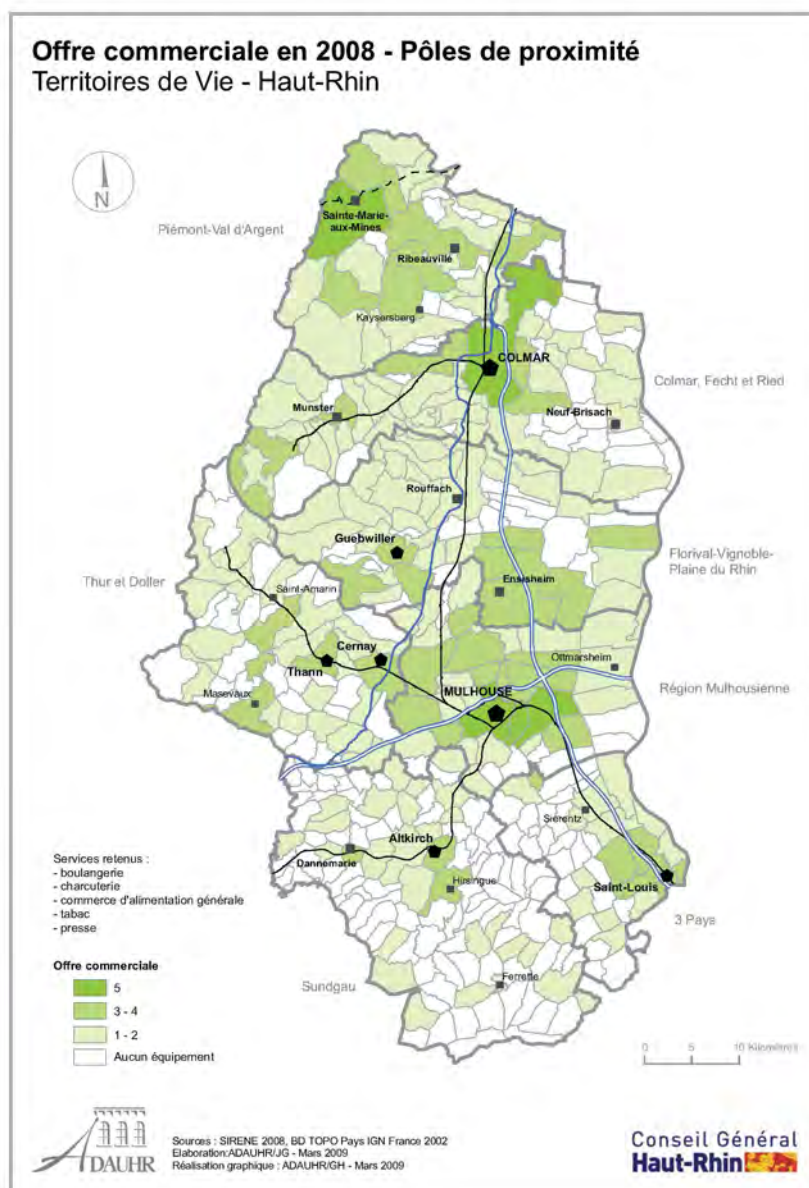 Offre commerciale en 2008 - Pôles de proximité
Territoires de Vie - Haut-Rhin
N
Piémont-Val d'Argent
Sainte-Marie-
aux-Mines
Ribeauvillé
Kaysersberg
COLMAR
Colmar, Fecht et Ried
Munster
Neuf-Brisach
Rouffach
Guebwiller
Florival-Vignoble-
Plaine du Rhin
Thur et Doller
Ensisheim
Saint-Amarin
Cernay
Thann
Ottmarsheim
MULHOUSE
Région Mulhousienne
Masevaux
Sierentz
Altkirch
Dannemarie
Hirsingue
Saint-Louis
3 Pays
Sundgau
Ferrette
Services retenus :
- boulangerie
- charcuterie
- commerce d'alimentation générale
- tabac
- presse
Offre commerciale
5
3 - 4
1 - 2
Aucun équipement
0 5 10 Kilomètres
ADAUHR
Sources : SIRENE 2008, BD TOPO Pays IGN France 2002
Elaboration:ADAUHR/JG - Mars 2009
Réalisation graphique : ADAUHR/GH - Mars 2009
Conseil Général
Haut-Rhin